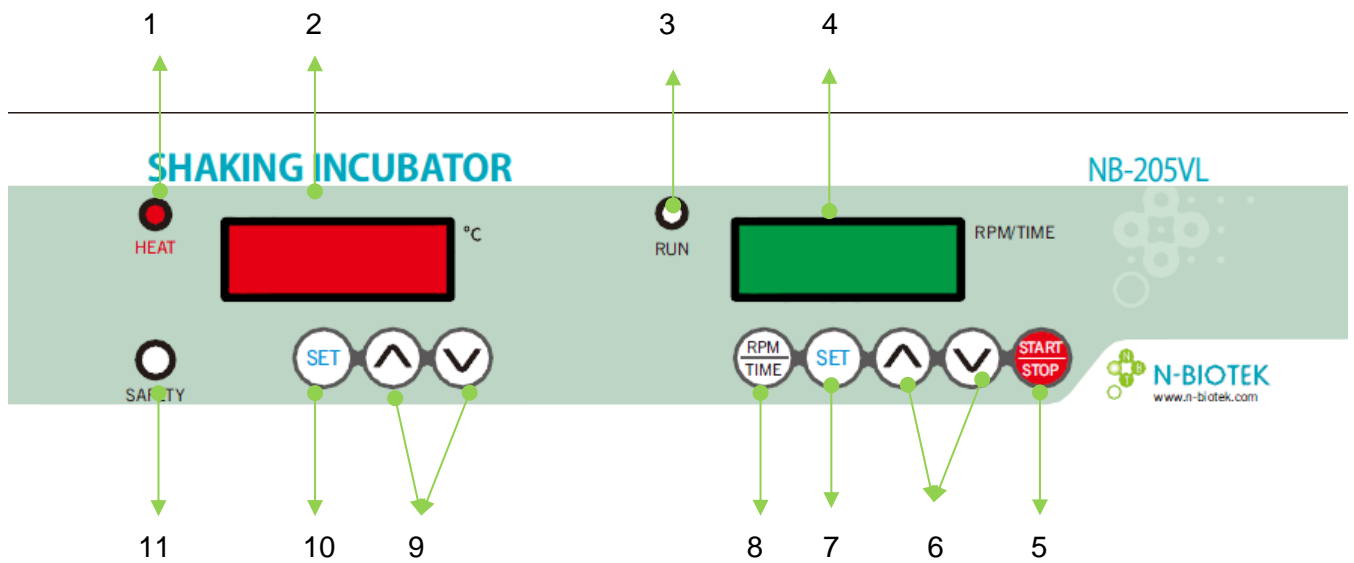 1 2 3 4
SHAKING INCUBATOR NB-205VL
HEAT °C RUN RPM/TIME
SET RPM TIME SET START STOP
SAFETY
N-BIOTEK
www.n-biotek.com
11 10 9 8 7 6 5